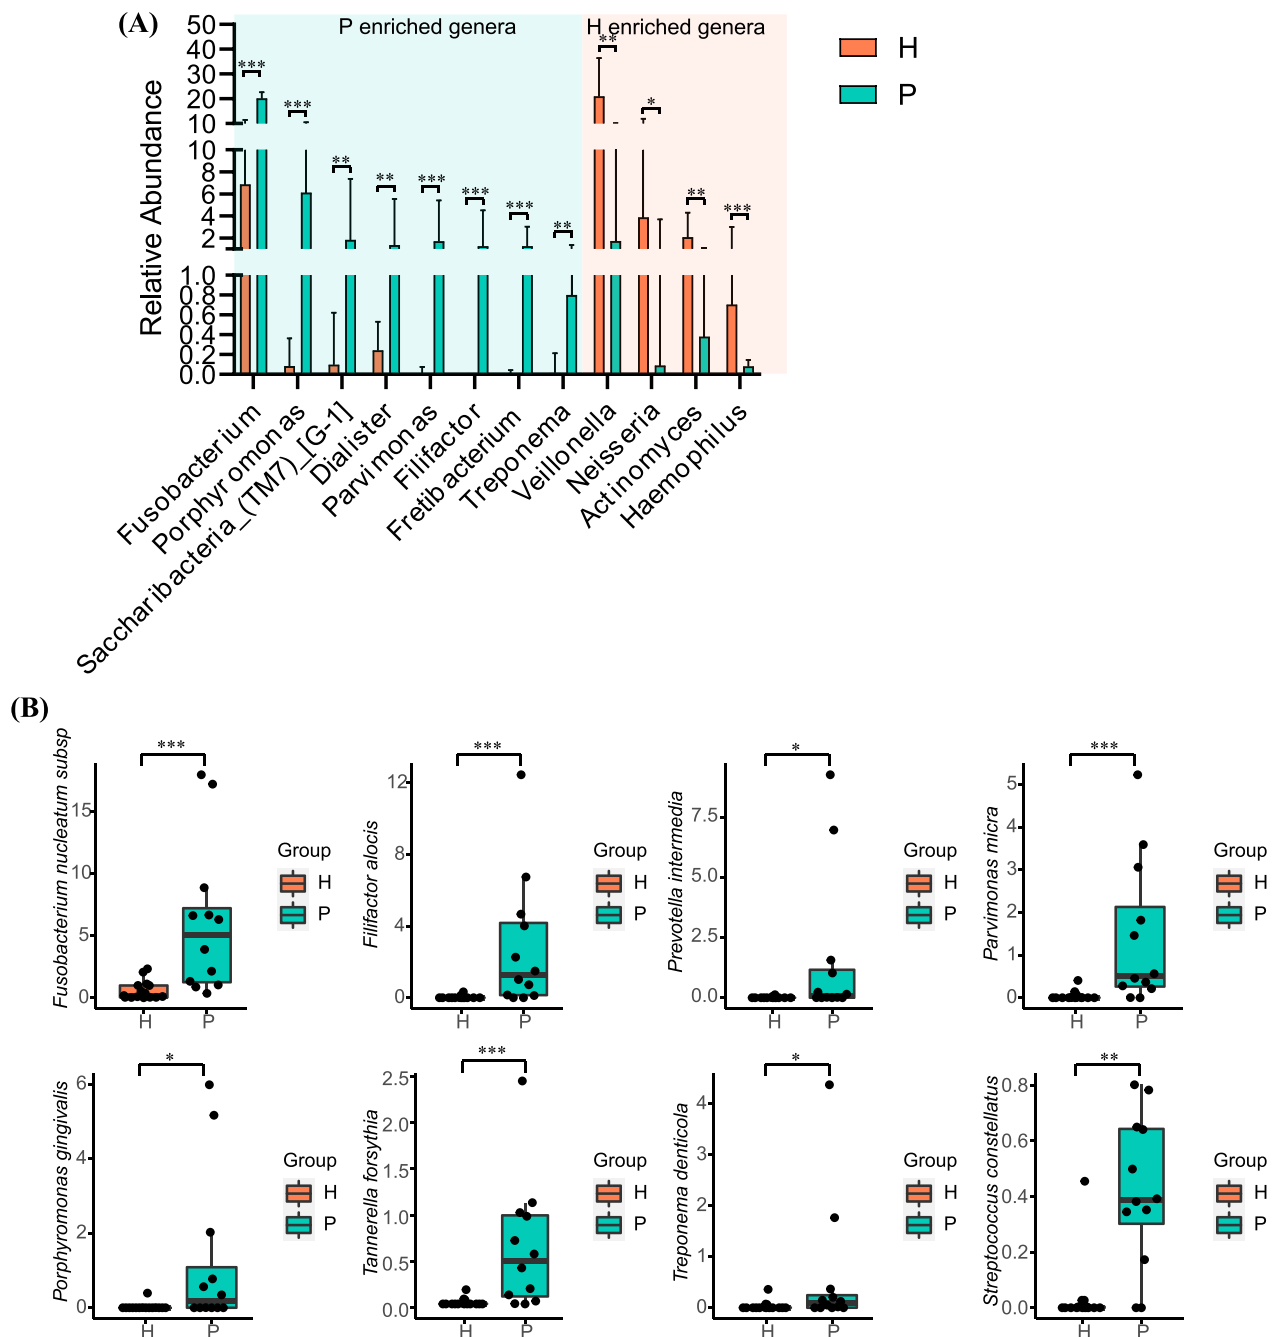 (A)
P enriched genera
H enriched genera
H
P
Relative Abundance
50
40
30
20
10
10
8
6
4
2
1.0
0.8
0.6
0.4
0.2
0.0
***
***
**
**
***
***
***
**
**
*
**
***
Fusobacterium
Porphyromonas
Saccharibacteria_(TM7)_[G-1]
Dialister
Parvimonas
Filifactor
Fretibacterium
Treponema
Veillonella
Neisseria
Actinomyces
Haemophilus
(B)
Fusobacterium nucleatum subsp
***
15
10
5
0
H P
Group
H
P
Filifactor alocis
***
12
8
4
0
H P
Group
H
P
Prevotella intermedia
*
7.5
5.0
2.5
0.0
H P
Group
H
P
Parvimonas micra
***
5
4
3
2
1
0
H P
Group
H
P
Porphyromonas gingivalis
*
6
4
2
0
H P
Group
H
P
Tannerella forsythia
***
2.5
2.0
1.5
1.0
0.5
0.0
H P
Group
H
P
Treponema denticola
*
4
3
2
1
0
H P
Group
H
P
Streptococcus constellatus
**
0.8
0.6
0.4
0.2
0.0
H P
Group
H
P